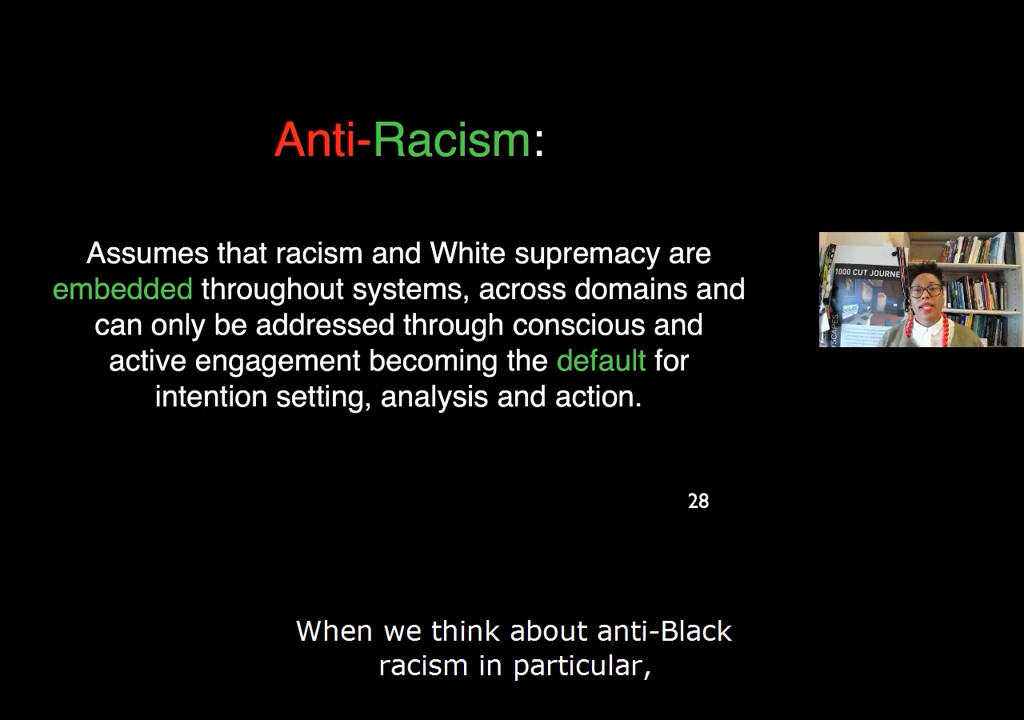 Anti-Racism:
Assumes that racism and White supremacy are
embedded throughout systems, across domains and
can only be addressed through conscious and
active engagement becoming the default for
intention setting, analysis and action.
1000 CUT JOURNE
28
When we think about anti-Black
racism in particular,